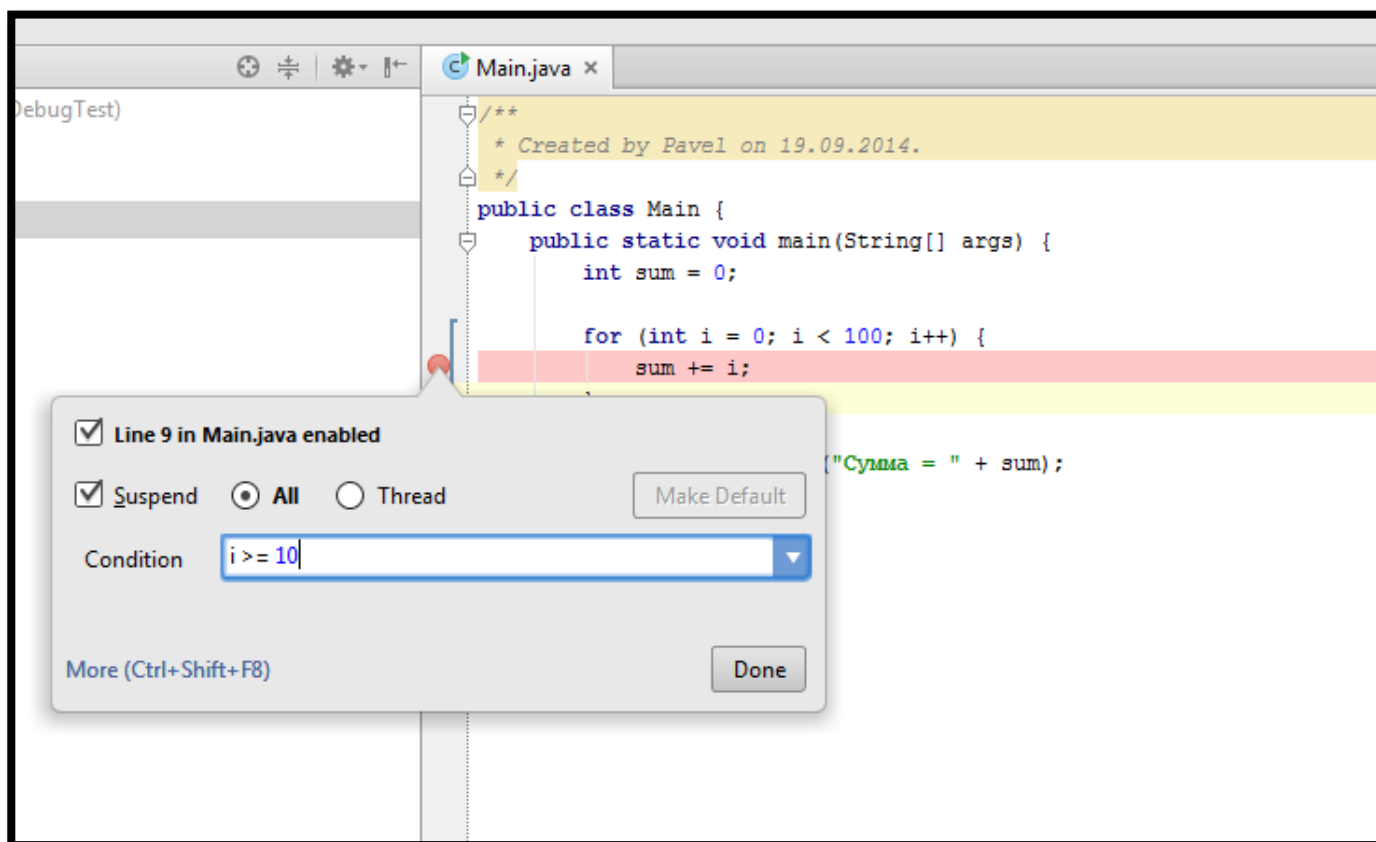 DebugTest)
Main.java
/**
* Created by Pavel on 19.09.2014.
*/
public class Main {
public static void main(String[] args) {
int sum = 0;
for (int i = 0; i < 100; i++) {
sum += i;
("Сумма = " + sum);
Line 9 in Main.java enabled
Suspend All Thread Make Default
Condition i >= 10
More (Ctrl+Shift+F8) Done